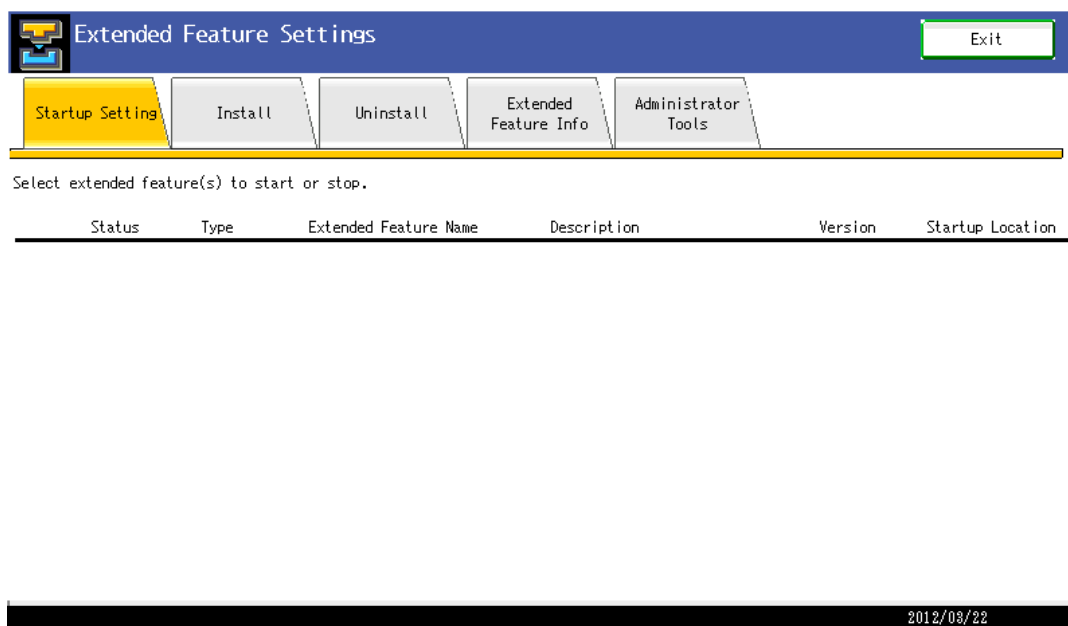 Extended Feature Settings
Exit
Startup Setting
Install
Uninstall
Extended
Feature Info
Administrator
Tools
Select extended feature(s) to start or stop.
Status Type Extended Feature Name Description Version Startup Location
2012/03/22